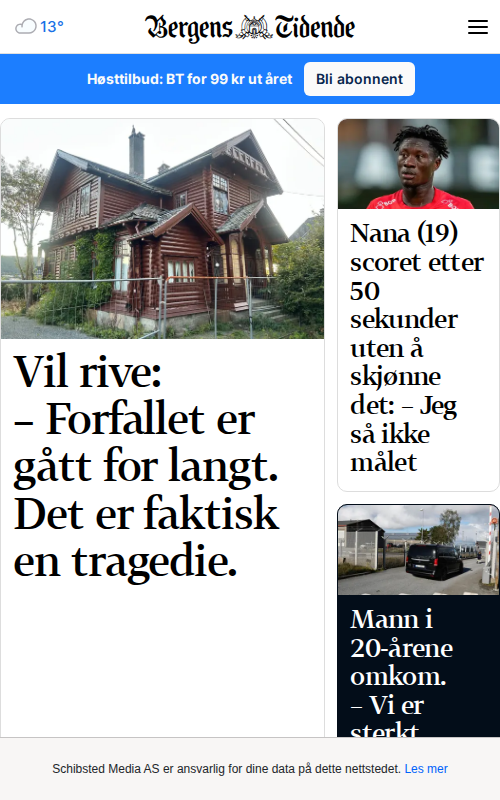 13°
Bergens Tidende
Høsttilbud: BT for 99 kr ut året
Bli abonnent
Vil rive:
– Forfallet er
gått for langt.
Det er faktisk
en tragedie.
Nana (19)
scoret etter
50
sekunder
uten å
skjønne
det: – Jeg
så ikke
målet
Mann i
20-årene
omkom.
– Vi er
sterkt
Schibsted Media AS er ansvarlig for dine data på dette nettstedet. Les mer